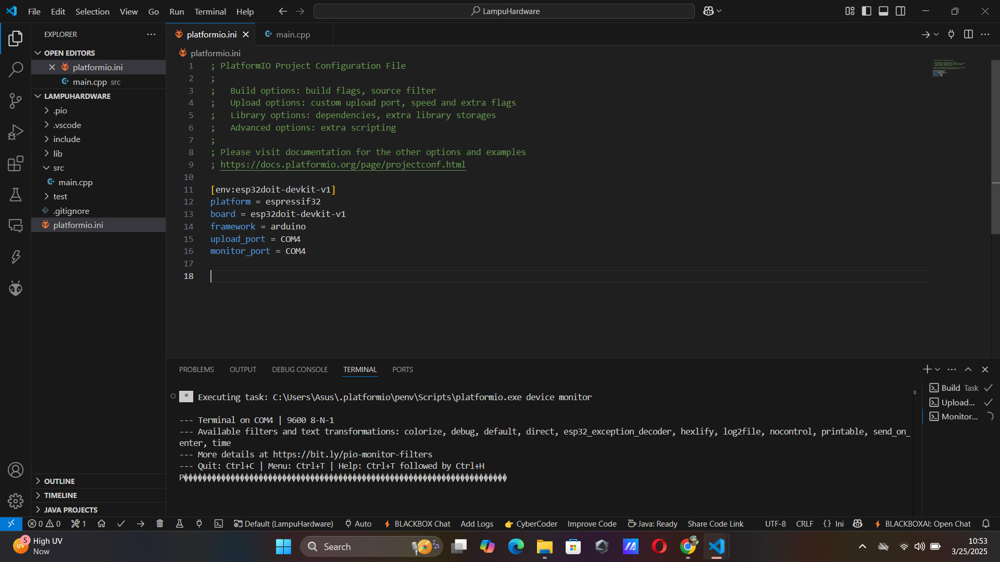 File Edit Selection View Go Run Terminal Help
LampuHardware
EXPLORER
OPEN EDITORS
platformio.ini
main.cpp src
LAMPUHARDWARE
.pio
.vscode
include
lib
src
main.cpp
test
.gitignore
platformio.ini
OUTLINE
TIMELINE
JAVA PROJECTS
platformio.ini
main.cpp
platformio.ini
1 ; PlatformIO Project Configuration File
2 ;
3 ;   Build options: build flags, source filter
4 ;   Upload options: custom upload port, speed and extra flags
5 ;   Library options: dependencies, extra library storages
6 ;   Advanced options: extra scripting
7 ;
8 ; Please visit documentation for the other options and examples
9 ; https://docs.platformio.org/page/projectconf.html
10
11 [env:esp32doit-devkit-v1]
12 platform = espressif32
13 board = esp32doit-devkit-v1
14 framework = arduino
15 upload_port = COM4
16 monitor_port = COM4
17
18
PROBLEMS OUTPUT DEBUG CONSOLE TERMINAL PORTS
* Executing task: C:\Users\Asus\.platformio\penv\Scripts\platformio.exe device monitor
--- Terminal on COM4 | 9600 8-N-1
--- Available filters and text transformations: colorize, debug, default, direct, esp32_exception_decoder, hexlify, log2file, nocontrol, printable, send_on_
enter, time
--- More details at https://bit.ly/pio-monitor-filters
--- Quit: Ctrl+C | Menu: Ctrl+T | Help: Ctrl+T followed by Ctrl+H
P
Build Task
Upload...
Monitor...
0 0 1 Default (LampuHardware) Auto BLACKBOX Chat Add Logs CyberCoder Improve Code Java: Ready Share Code Link UTF-8 CRLF {} Ini BLACKBOXAI: Open Chat
UV 5 High UV
Now
Search
10:53
3/25/2025